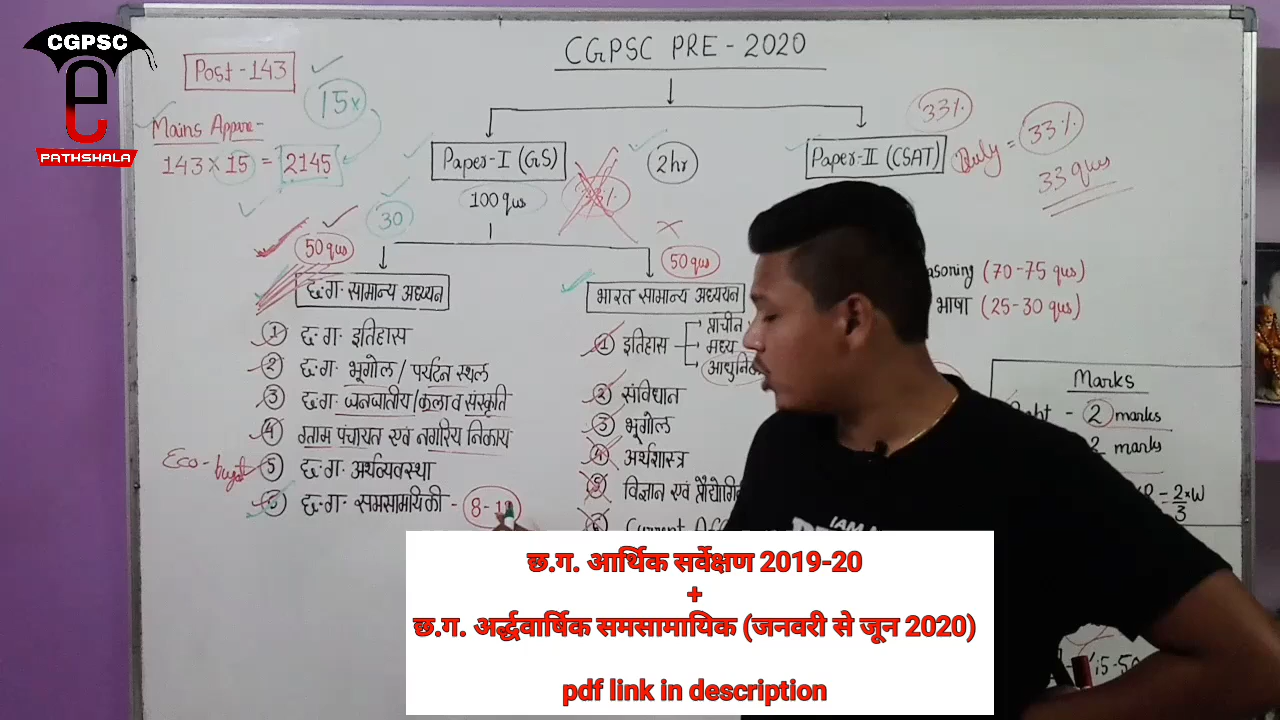 CGPSC
e
PATHSHALA
CGPSC PRE - 2020
Post - 143
15x
Mains Appare -
143 × 15 = 2145
Paper-I (GS)
2hr
100 qus
33%
Paper-II (CSAT)
= 33%
33 qus
30
50 qus
50 qus
छ.ग. सामान्य अध्ययन
① छ.ग. इतिहास
② छ.ग. भूगोल / पर्यटन स्थल
③ छ.ग. जनजातीय/कला व संस्कृति
④ ग्राम पंचायत एवं नगरिय निकाय
Eco-
⑤ छ.ग. अर्थव्यवस्था
⑥ छ.ग. समसामायिकी - 8-
भारत सामान्य अध्ययन
① इतिहास
प्राचीन
मध्य
② संविधान
③ भूगोल
④ अर्थशास्त्र
⑤ विज्ञान एवं
(70-75 qus)
भाषा (25-30 qus)
Marks
- 2 marks
2 marks
= 2/3 × W
छ.ग. आर्थिक सर्वेक्षण 2019-20
+
छ.ग. अर्द्धवार्षिक समसामायिक (जनवरी से जून 2020)
pdf link in description